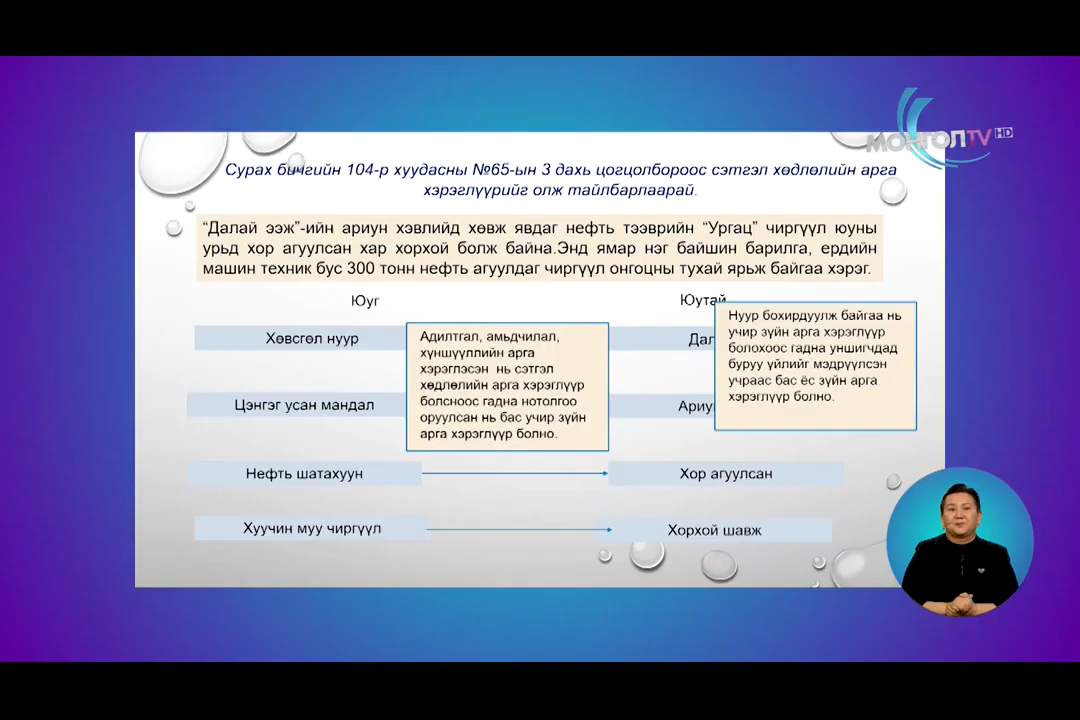 МОНГОЛTV HD
Сурах бичгийн 104-р хуудасны №65-ын 3 дахь цогцолбороос сэтгэл хөдлөлийн арга
хэрэглүүрийг олж тайлбарлаарай.
“Далай ээж”-ийн ариун хэвлийд хөвж явдаг нефть тээврийн “Ургац” чиргүүл юуны
урьд хор агуулсан хар хорхой болж байна.Энд ямар нэг байшин барилга, ердийн
машин техник бус 300 тонн нефть агуулдаг чиргүүл онгоцны тухай ярьж байгаа хэрэг.
Юуг
Юутай
Хөвсгөл нуур
Дал
Цэнгэг усан мандал
Адилтгал, амьдчилал,
хүншүүллийн арга
хэрэглэсэн нь сэтгэл
хөдлөлийн арга хэрэглүүр
болсноос гадна нотолгоо
оруулсан нь бас учир зүйн
арга хэрэглүүр болно.
Нуур бохирдуулж байгаа нь
учир зүйн арга хэрэглүүр
болохоос гадна уншигчдад
буруу үйлийг мэдрүүлсэн
учраас бас ёс зүйн арга
хэрэглүүр болно.
Нефть шатахуун
Хор агуулсан
Хуучин муу чиргүүл
Хорхой шавж